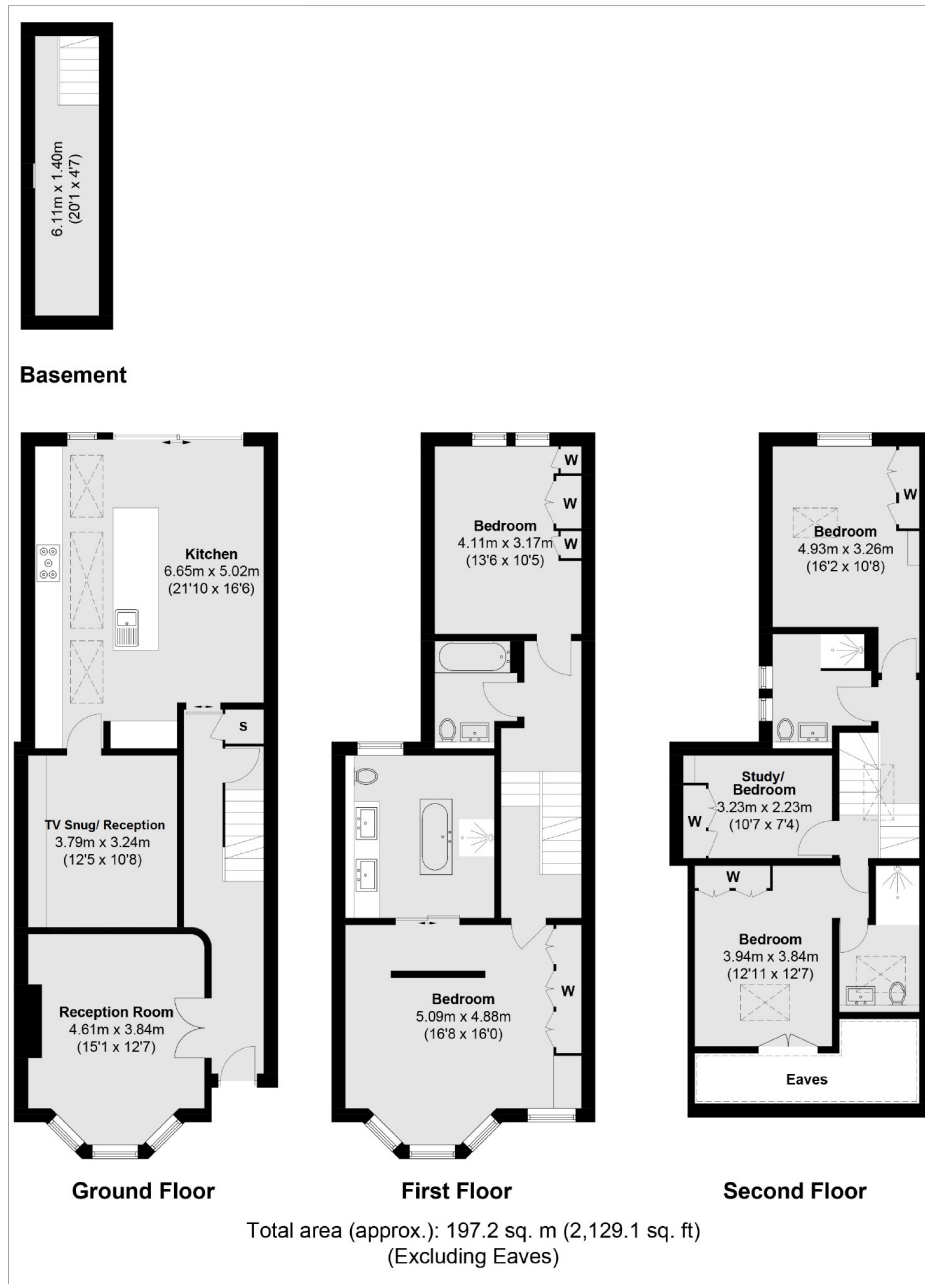 6.11m x 1.40m
(20'1 x 4'7)
Basement
Kitchen
6.65m x 5.02m
(21'10 x 16'6)
S
TV Snug/ Reception
3.79m x 3.24m
(12'5 x 10'8)
Reception Room
4.61m x 3.84m
(15'1 x 12'7)
Ground Floor
W
W
W
Bedroom
4.11m x 3.17m
(13'6 x 10'5)
Bedroom
5.09m x 4.88m
(16'8 x 16'0)
W
First Floor
W
Bedroom
4.93m x 3.26m
(16'2 x 10'8)
Study/
Bedroom
3.23m x 2.23m
(10'7 x 7'4)
W
W
Bedroom
3.94m x 3.84m
(12'11 x 12'7)
Eaves
Second Floor
Total area (approx.): 197.2 sq. m (2,129.1 sq. ft)
(Excluding Eaves)